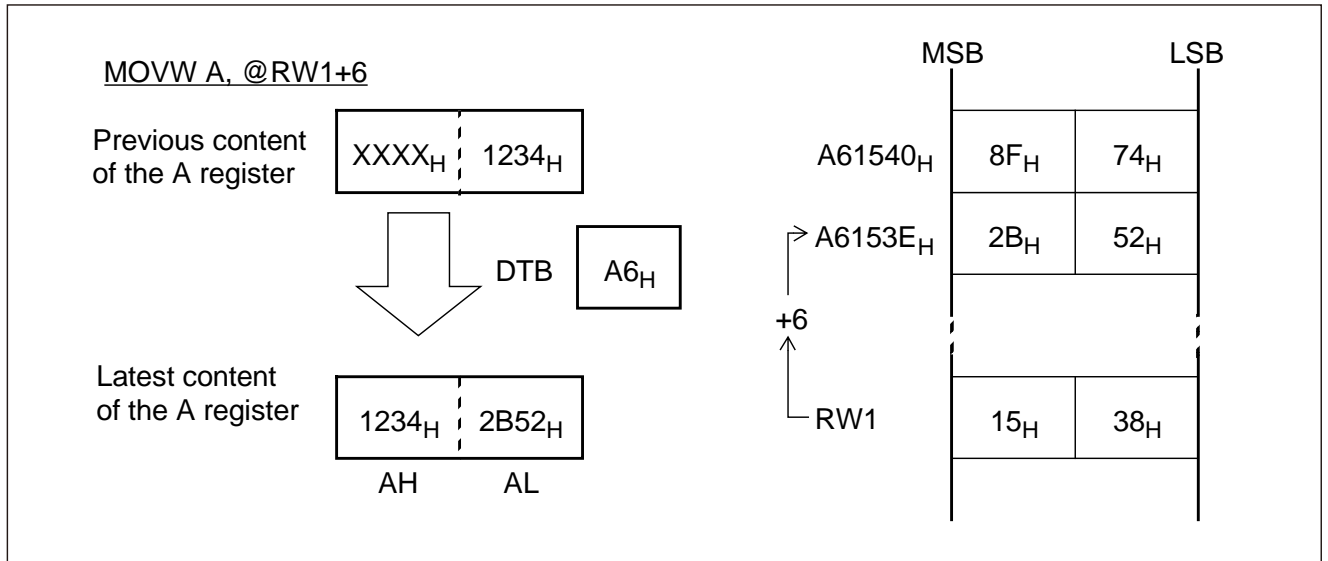 MOVW A, @RW1+6
Previous content
of the A register
XXXXH 1234H
DTB A6H
Latest content
of the A register
1234H 2B52H
AH AL
MSB LSB
A61540H 8FH 74H
A6153EH 2BH 52H
+6
RW1 15H 38H